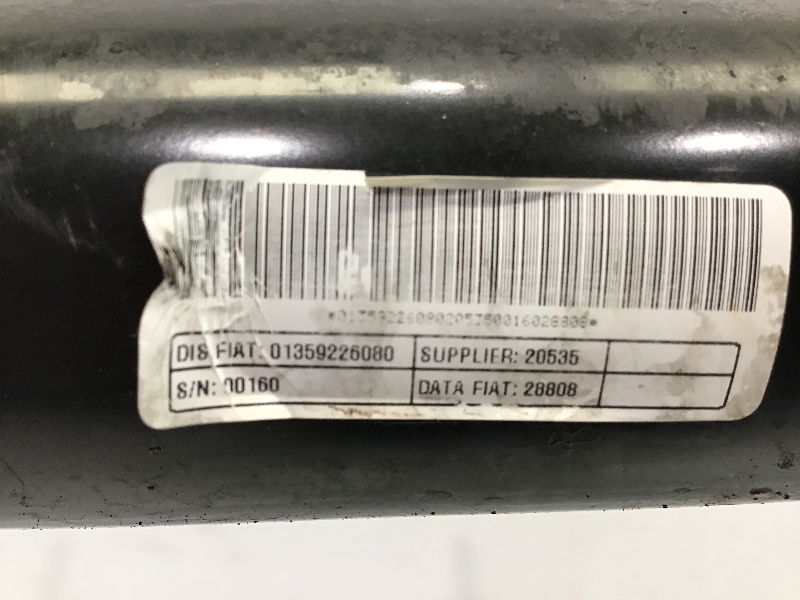 *01359226080205350016028808*
DIS FIAT: 01359226080 SUPPLIER: 20535
S/N: 00160 DATA FIAT: 28808